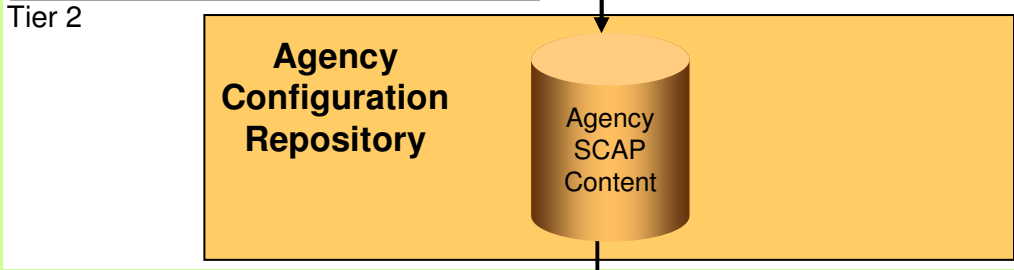 Tier 2
Agency
Configuration
Repository
Agency
SCAP
Content